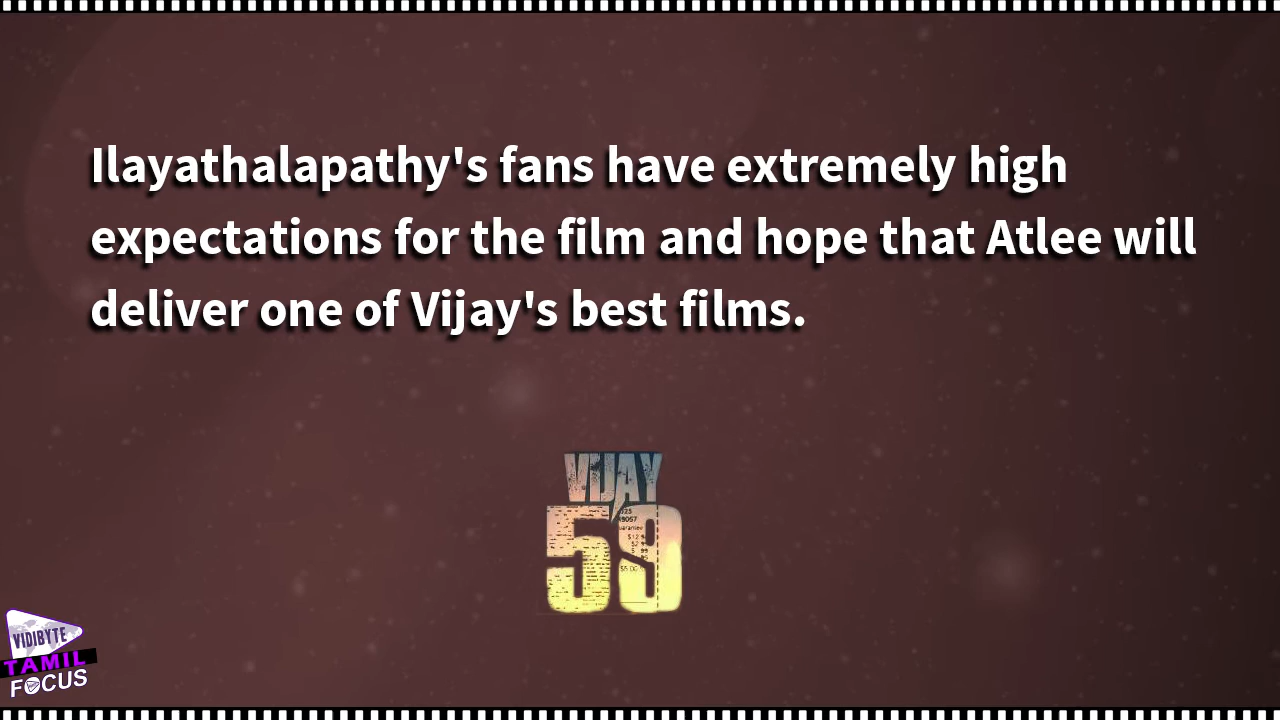 Ilayathalapathy's fans have extremely high
expectations for the film and hope that Atlee will
deliver one of Vijay's best films.
VIJAY
59
VIDIBYTE
TAMIL
FOCUS